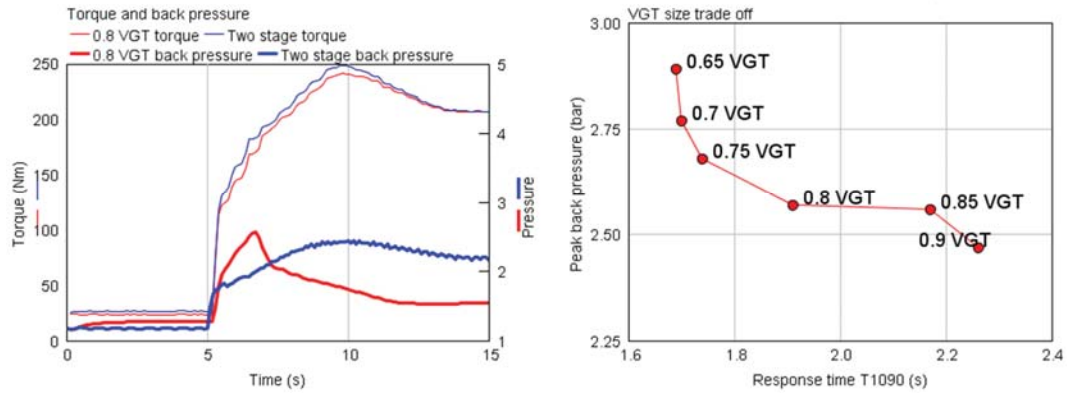 Torque and back pressure
0.8 VGT torque Two stage torque
0.8 VGT back pressure Two stage back pressure
250
200
150
100
50
0
Torque (Nm)
5
4
3
2
1
Pressure
0 5 10 15
Time (s)
VGT size trade off
3.00
2.75
2.50
2.25
Peak back pressure (bar)
0.65 VGT
0.7 VGT
0.75 VGT
0.8 VGT
0.85 VGT
0.9 VGT
1.6 1.8 2.0 2.2 2.4
Response time T1090 (s)